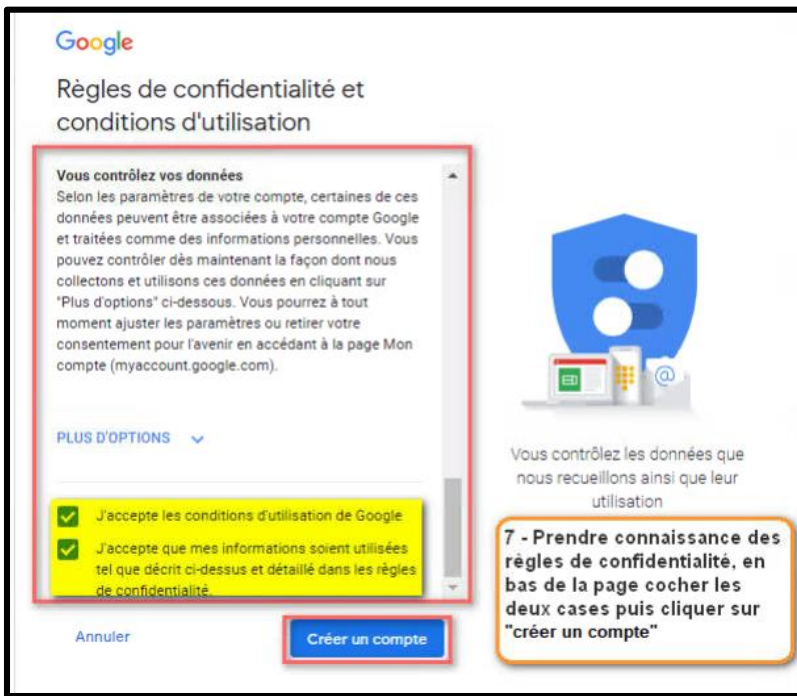 Google
Règles de confidentialité et
conditions d'utilisation
Vous contrôlez vos données
Selon les paramètres de votre compte, certaines de ces
données peuvent être associées à votre compte Google
et traitées comme des informations personnelles. Vous
pouvez contrôler dès maintenant la façon dont nous
collectons et utilisons ces données en cliquant sur
"Plus d'options" ci-dessous. Vous pourrez à tout
moment ajuster les paramètres ou retirer votre
consentement pour l'avenir en accédant à la page Mon
compte (myaccount.google.com).
PLUS D'OPTIONS
J'accepte les conditions d'utilisation de Google
J'accepte que mes informations soient utilisées
tel que décrit ci-dessus et détaillé dans les règles
de confidentialité.
Annuler
Créer un compte
@
Vous contrôlez les données que
nous recueillons ainsi que leur
utilisation
7 - Prendre connaissance des
règles de confidentialité, en
bas de la page cocher les
deux cases puis cliquer sur
"créer un compte"